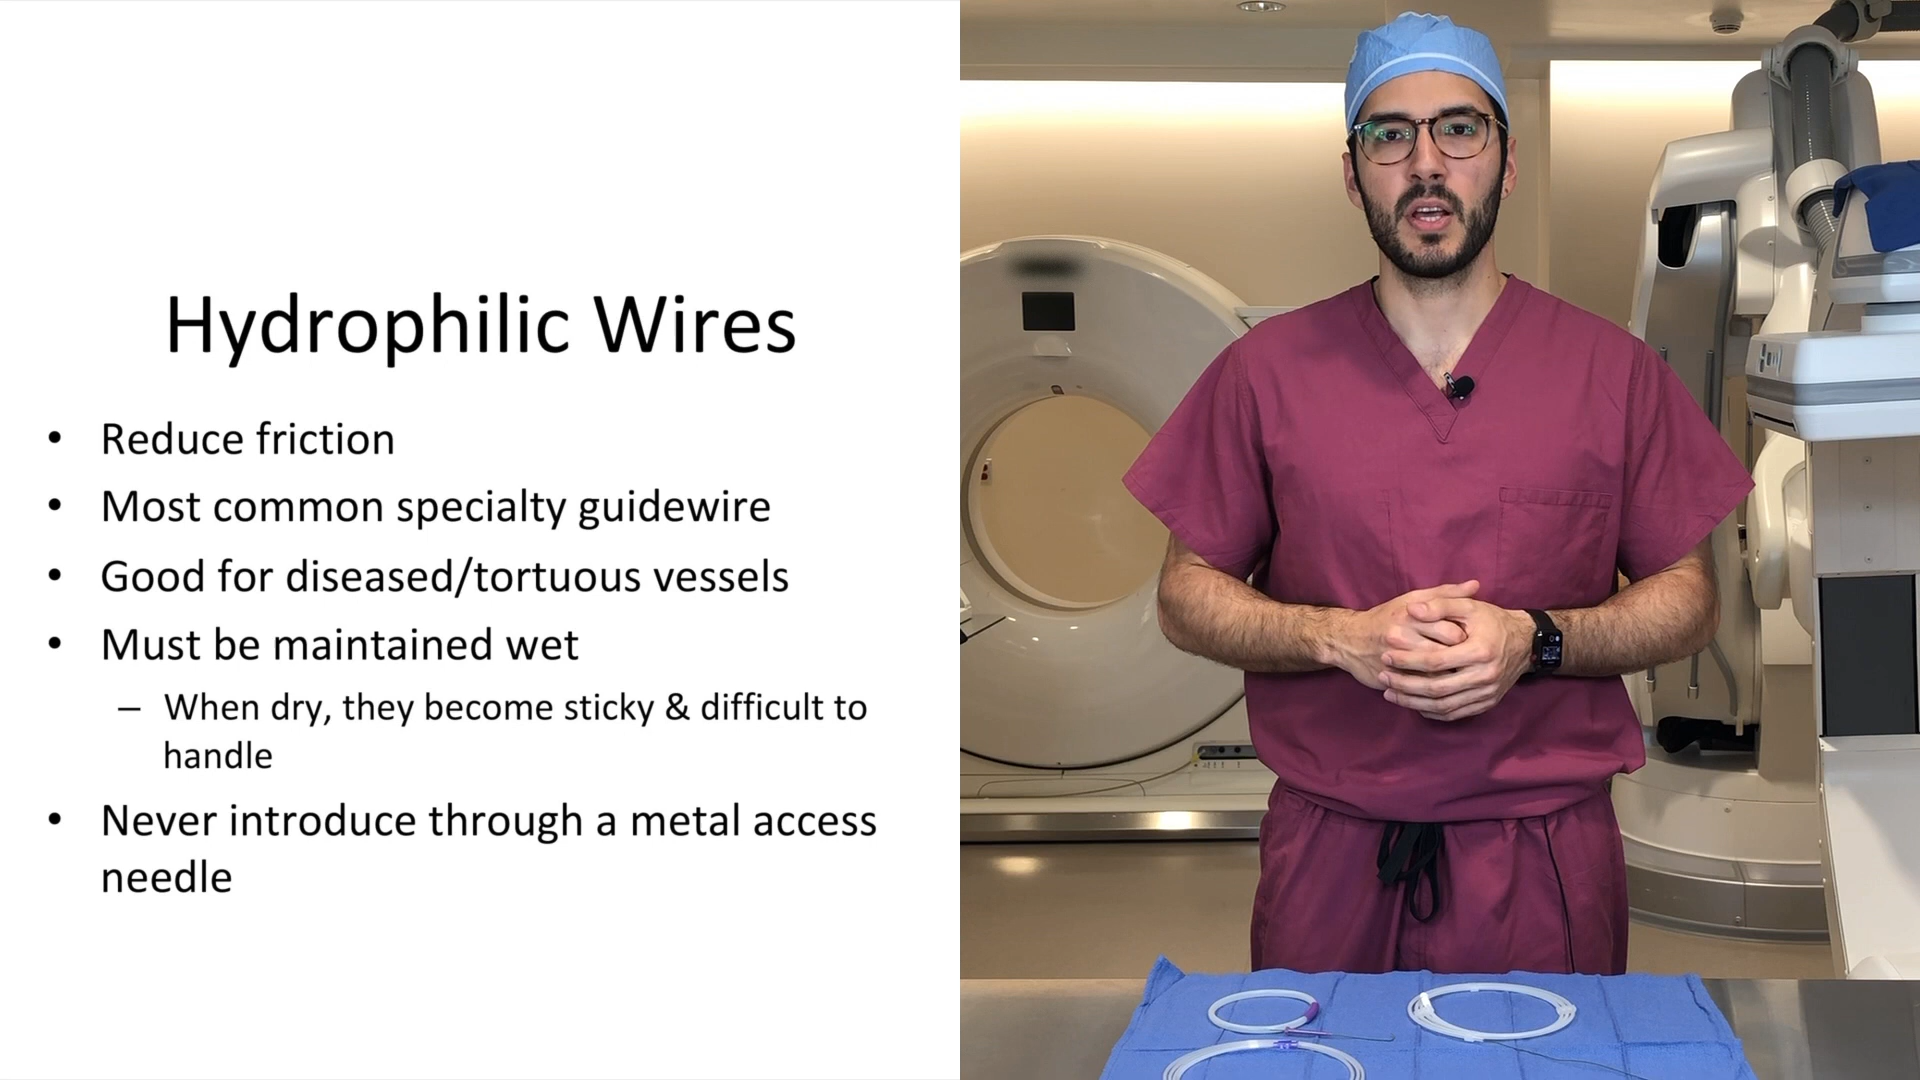 Hydrophilic Wires
• Reduce friction
• Most common specialty guidewire
• Good for diseased/tortuous vessels
• Must be maintained wet
– When dry, they become sticky & difficult to
handle
• Never introduce through a metal access
needle